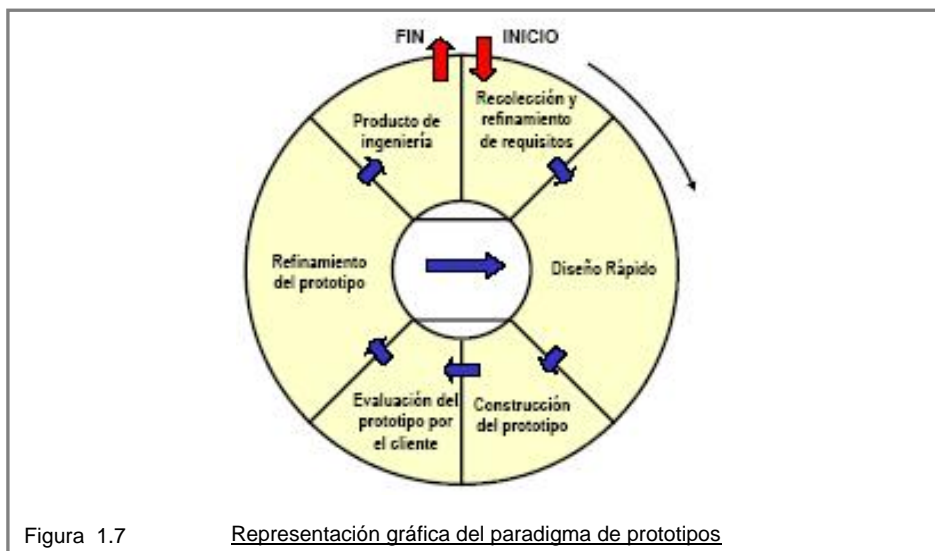 FIN
INICIO
Recolección y
refinamiento
de requisitos
Producto de
ingeniería
Refinamiento
del prototipo
Diseño Rápido
Evaluación del
prototipo por
el cliente
Construcción
del prototipo
Figura 1.7
Representación gráfica del paradigma de prototipos